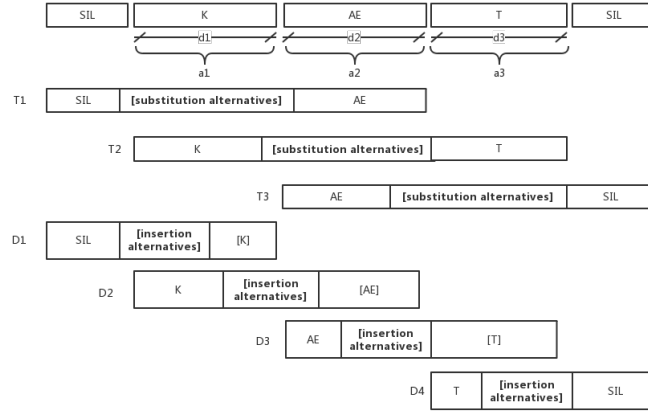 SIL K AE T SIL
d1 d2 d3
a1 a2 a3
T1 SIL [substitution alternatives] AE
T2 K [substitution alternatives] T
T3 AE [substitution alternatives] SIL
D1 SIL [insertion alternatives] [K]
D2 K [insertion alternatives] [AE]
D3 AE [insertion alternatives] [T]
D4 T [insertion alternatives] SIL